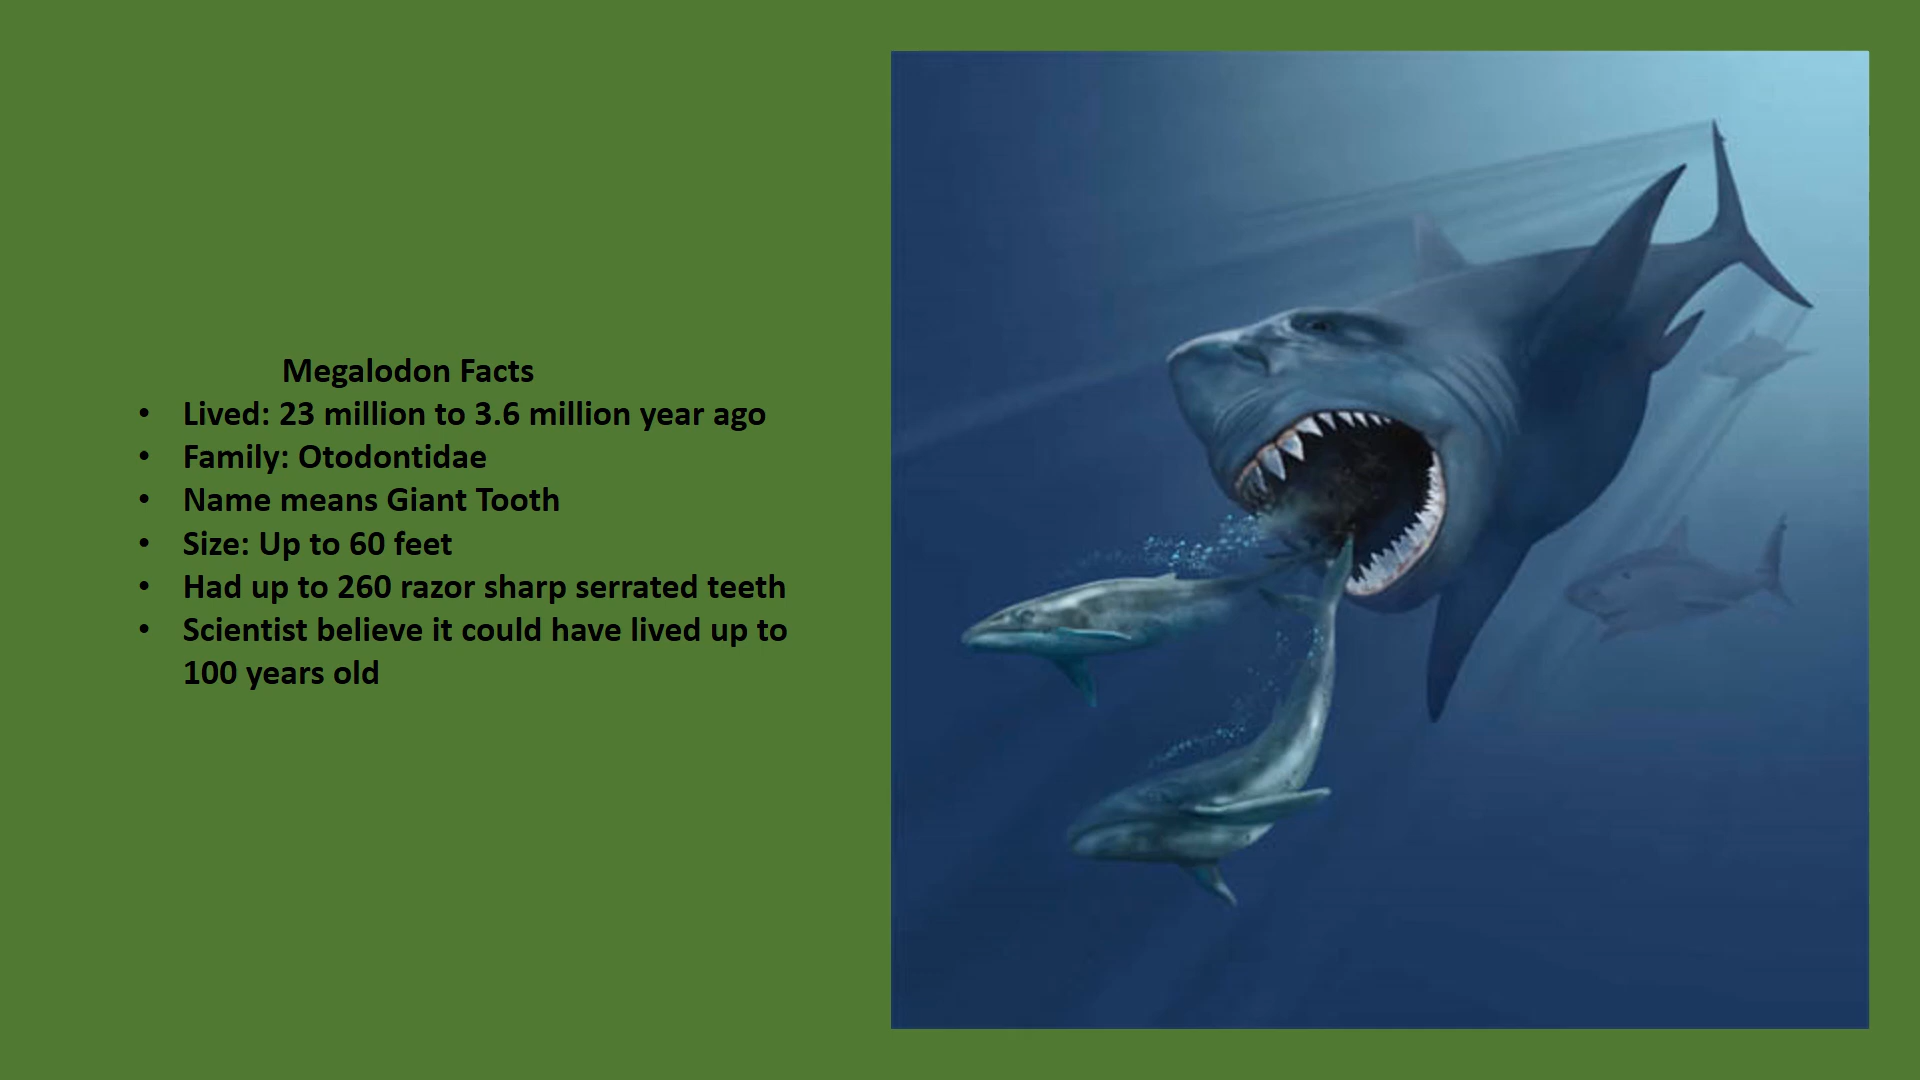 Megalodon Facts
• Lived: 23 million to 3.6 million year ago
• Family: Otodontidae
• Name means Giant Tooth
• Size: Up to 60 feet
• Had up to 260 razor sharp serrated teeth
• Scientist believe it could have lived up to
100 years old